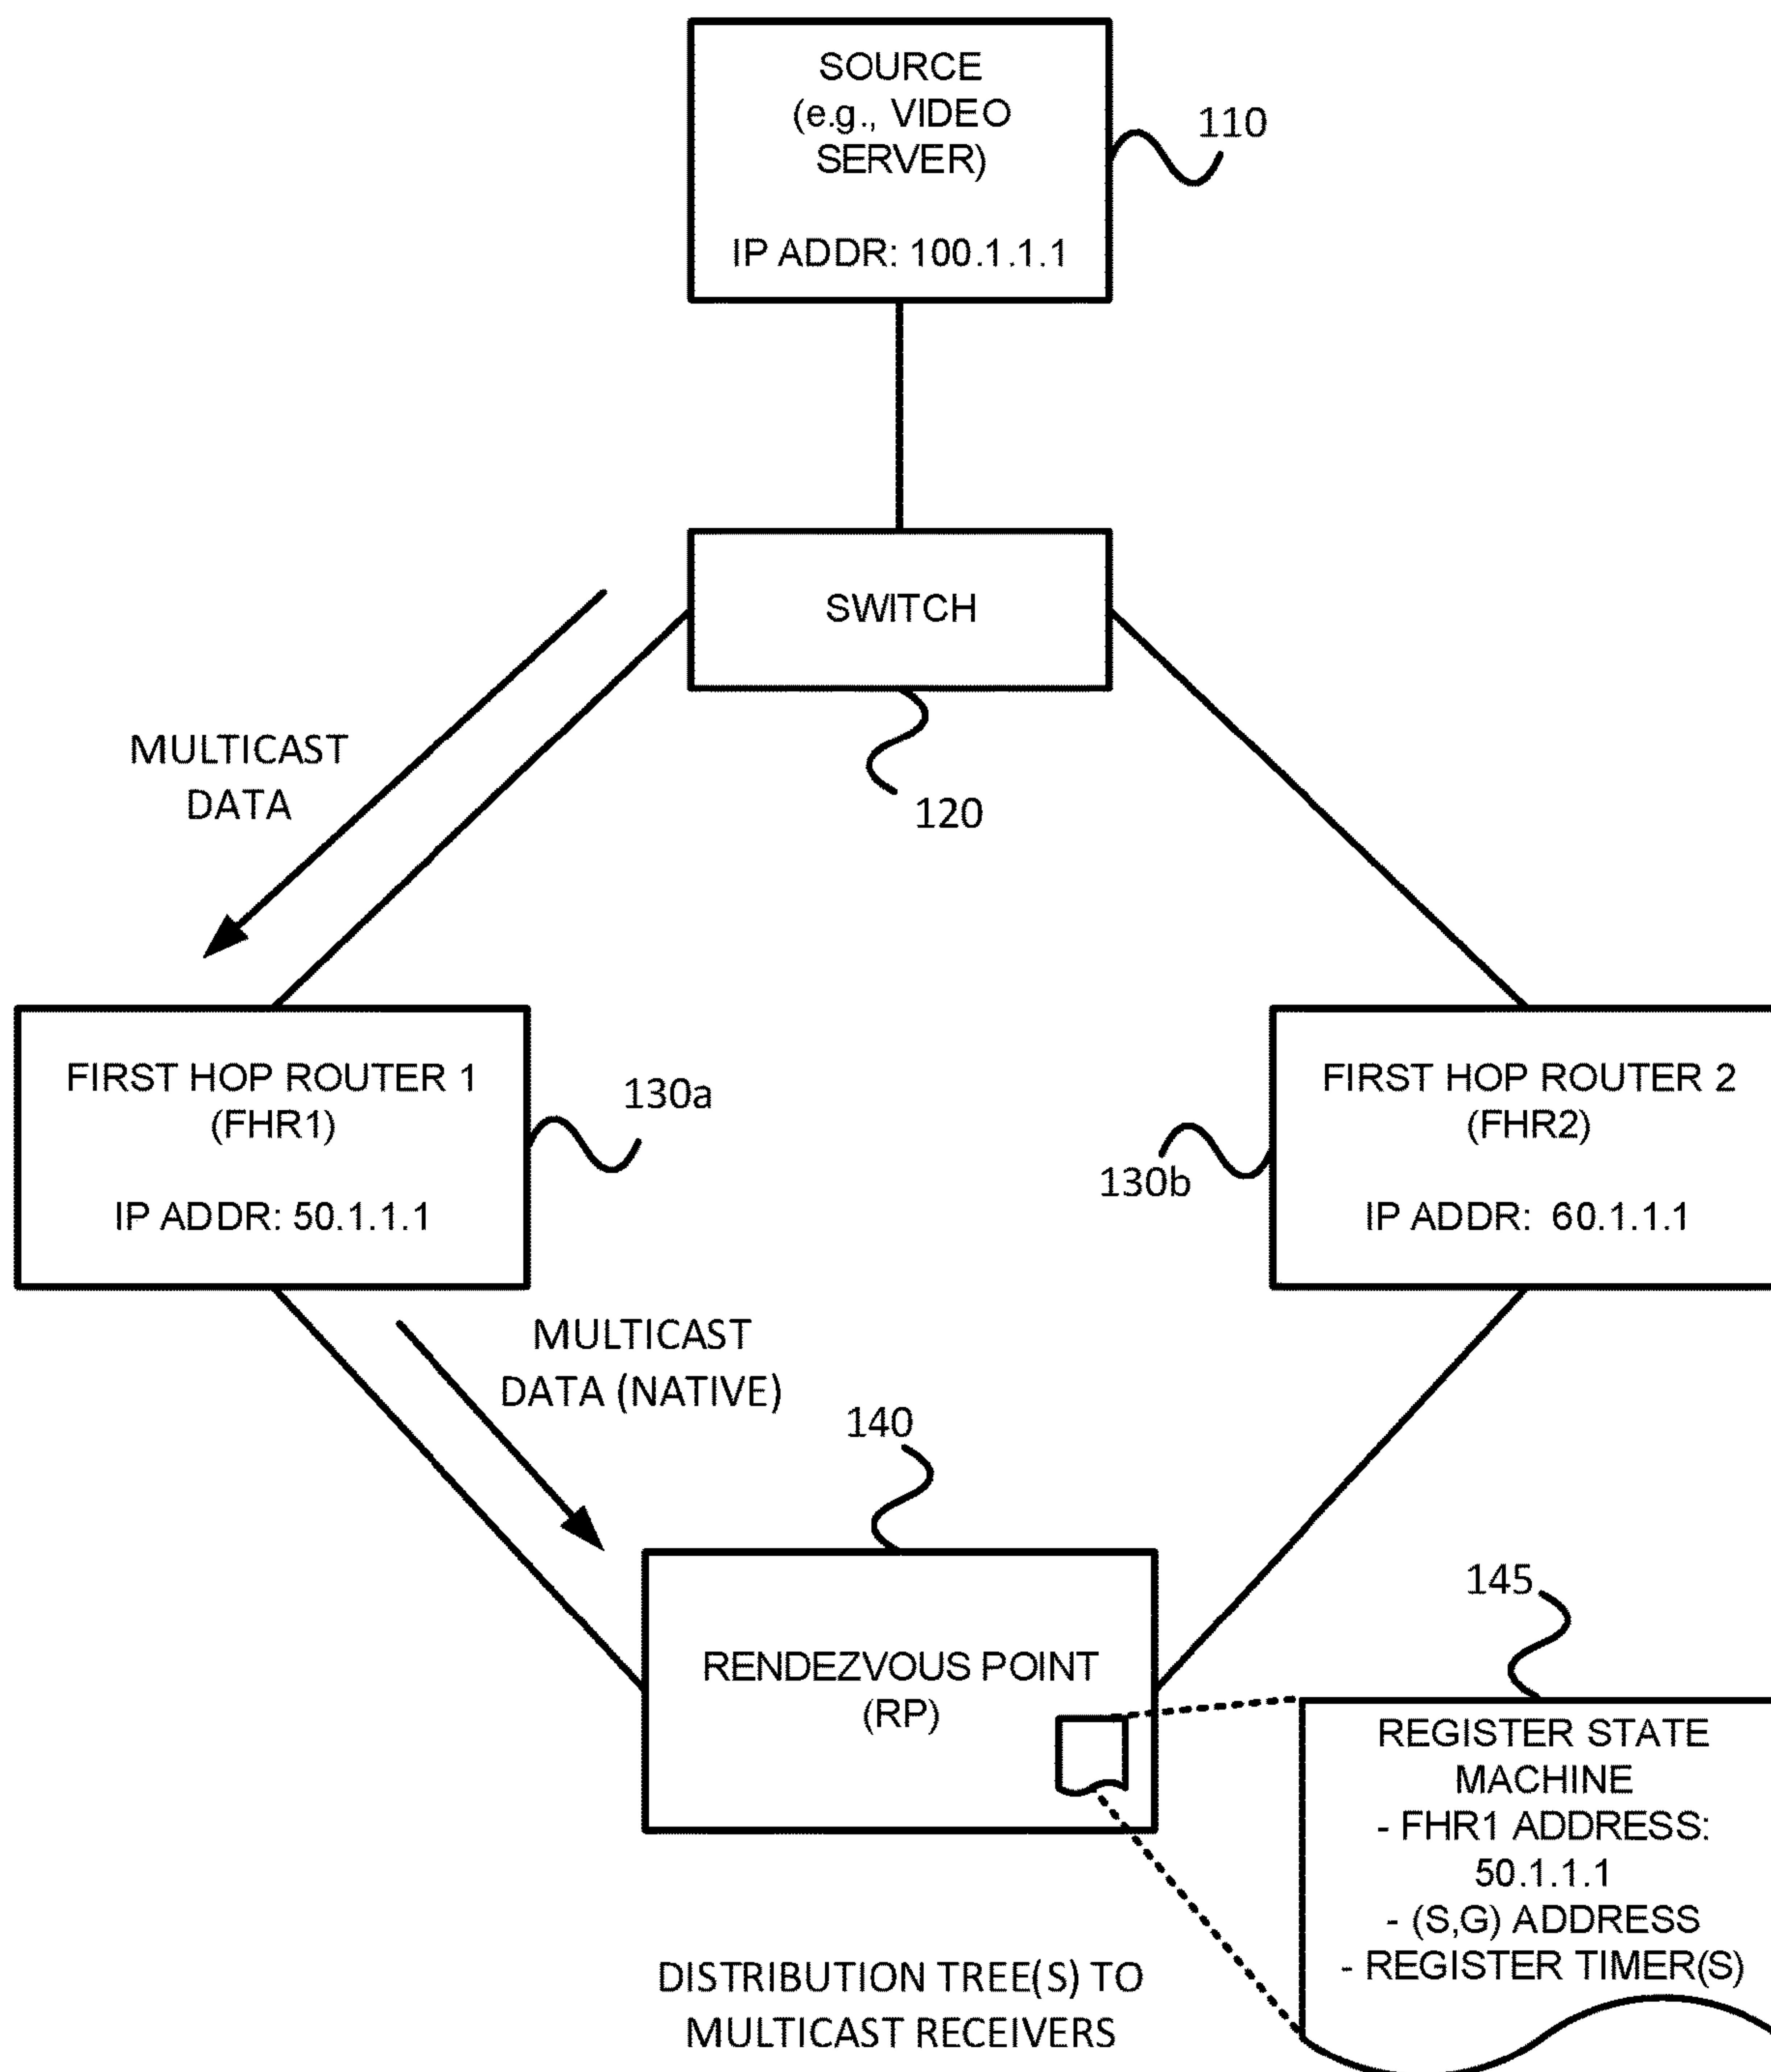 SOURCE
(e.g., VIDEO
SERVER)
IP ADDR: 100.1.1.1
110
SWITCH
120
MULTICAST
DATA
FIRST HOP ROUTER 1
(FHR1)
IP ADDR: 50.1.1.1
130a
FIRST HOP ROUTER 2
(FHR2)
IP ADDR: 60.1.1.1
130b
MULTICAST
DATA (NATIVE)
140
RENDEZVOUS POINT
(RP)
145
REGISTER STATE
MACHINE
- FHR1 ADDRESS:
50.1.1.1
- (S,G) ADDRESS
- REGISTER TIMER(S)
DISTRIBUTION TREE(S) TO
MULTICAST RECEIVERS